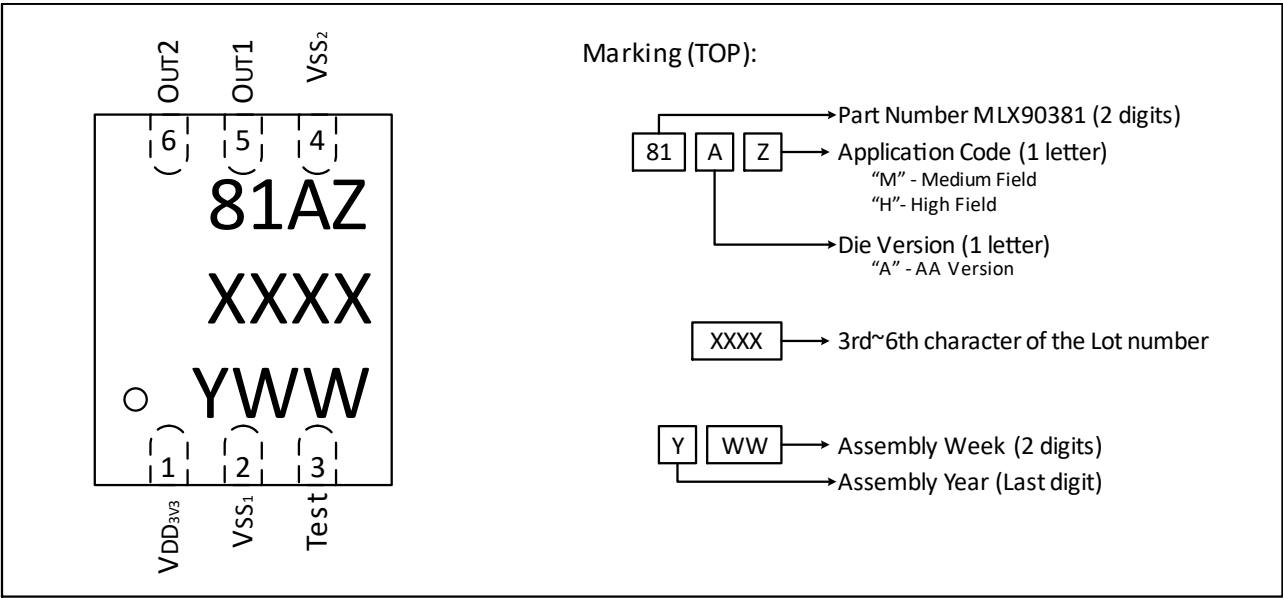 OUT2
OUT1
VSS2
6
5
4
81AZ
XXXX
YWW
1
2
3
VDD3V3
VSS1
Test
Marking (TOP):
Part Number MLX90381 (2 digits)
81 A Z Application Code (1 letter)
“M” - Medium Field
“H”- High Field
Die Version (1 letter)
“A” - AA Version
XXXX 3rd~6th character of the Lot number
Y WW Assembly Week (2 digits)
Assembly Year (Last digit)